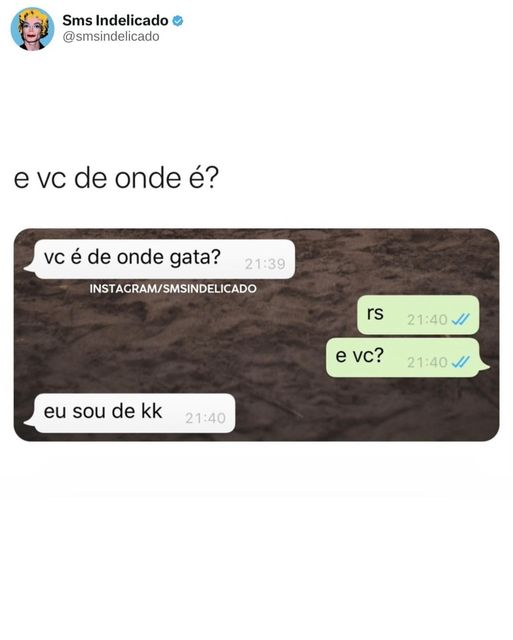 Sms Indelicado
@smsindelicado
e vc de onde é?
vc é de onde gata? 21:39
INSTAGRAM/SMSINDELICADO
rs 21:40
e vc? 21:40
eu sou de kk 21:40